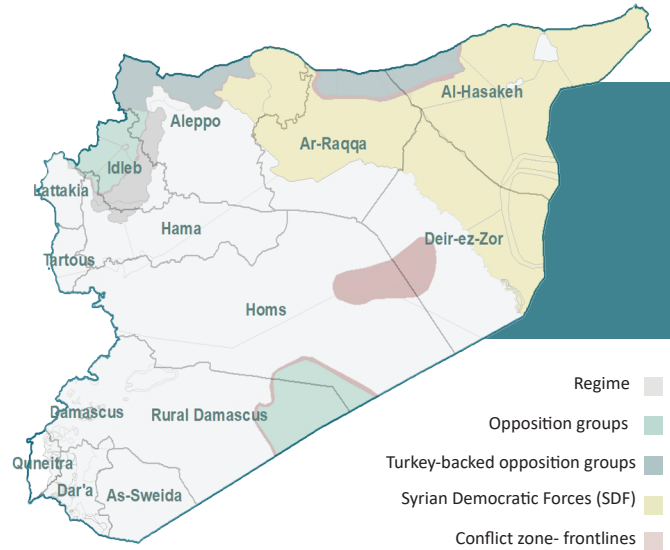 Al-Hasakeh
Aleppo
Ar-Raqqa
Idleb
Lattakia
Hama
Deir-ez-Zor
Tartous
Homs
Damascus
Rural Damascus
Quneitra
Dar'a
As-Sweida
Regime
Opposition groups
Turkey-backed opposition groups
Syrian Democratic Forces (SDF)
Conflict zone- frontlines